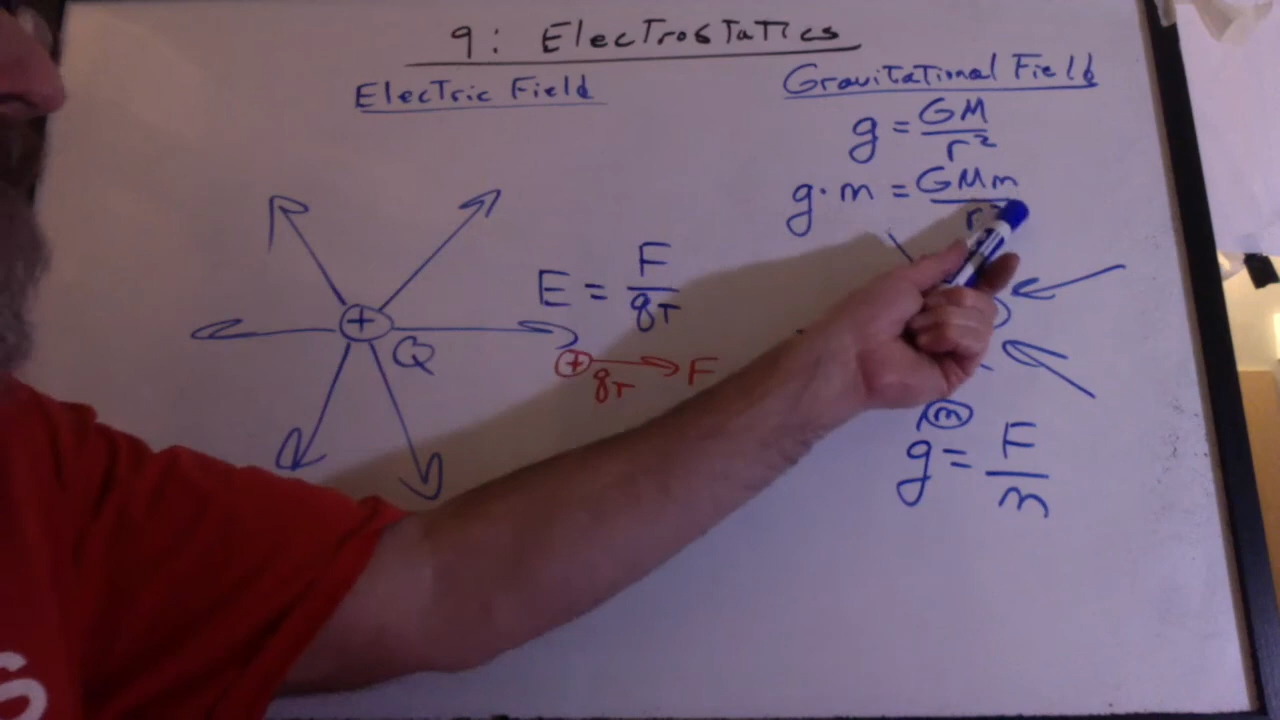 9: Electrostatics
Electric Field
+
Q
E = F / qT
+
qT
F
Gravitational Field
g = GM / r²
g·m = GMm / r²
m
g = F / m
S